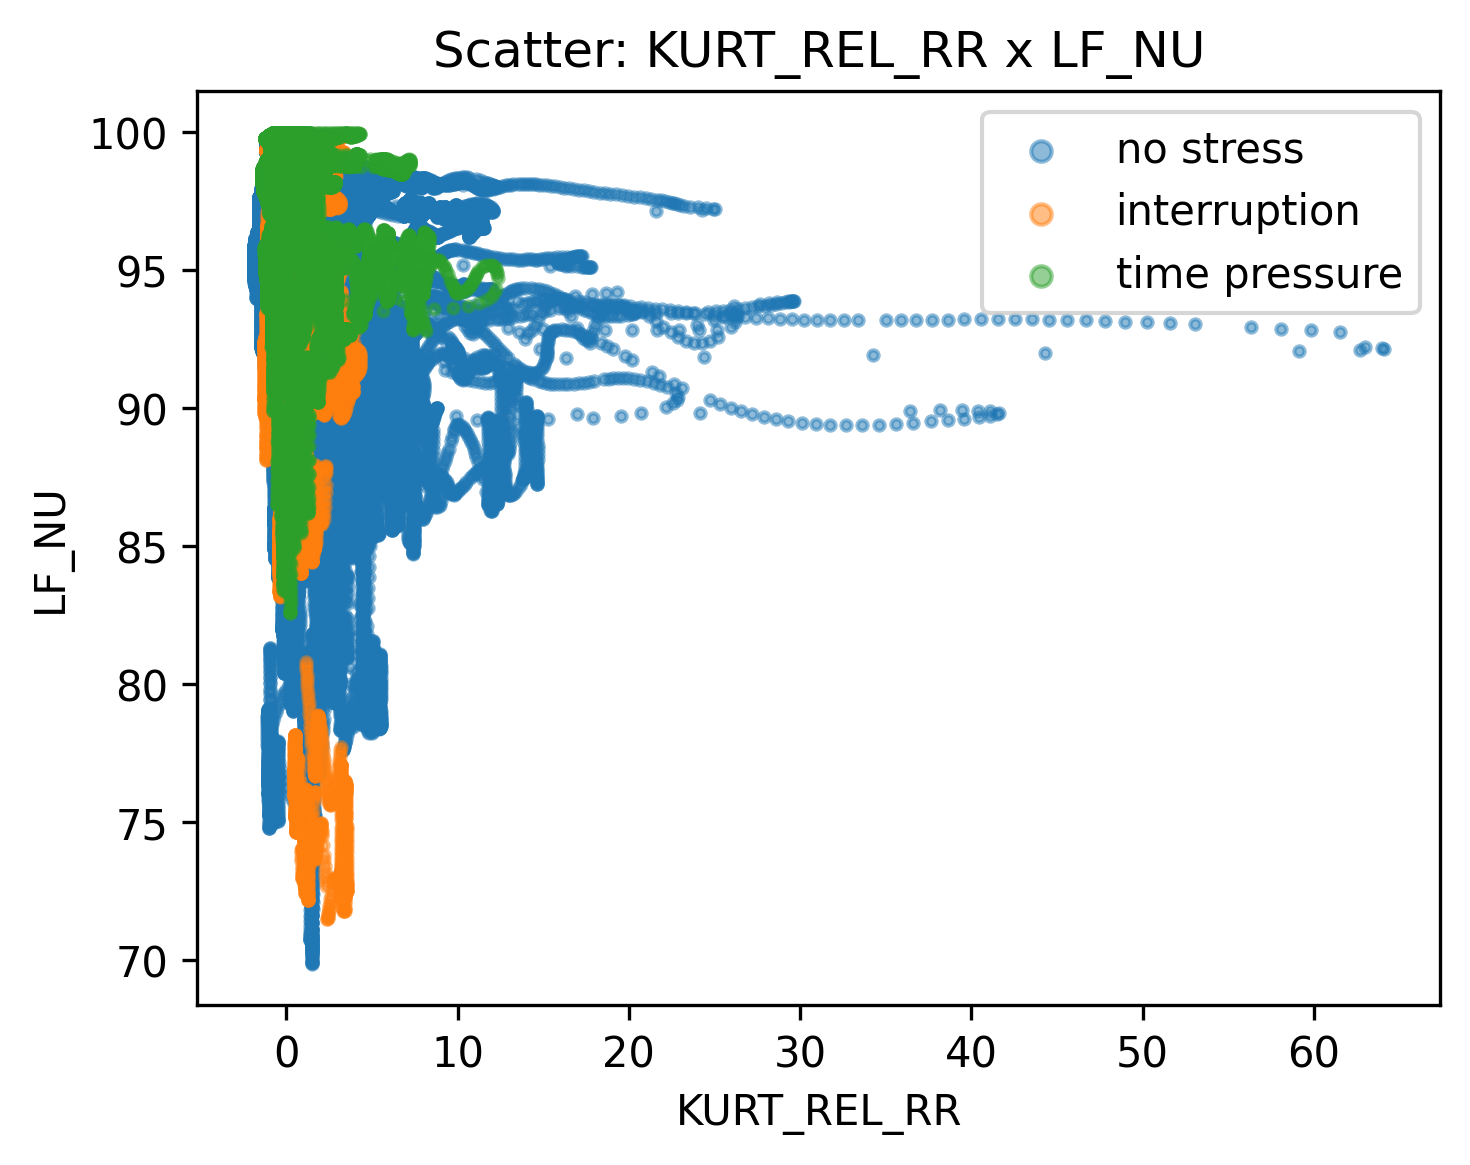 Scatter: KURT_REL_RR x LF_NU
no stress
interruption
time pressure
100
95
90
85
80
75
70
LF_NU
0 10 20 30 40 50 60
KURT_REL_RR